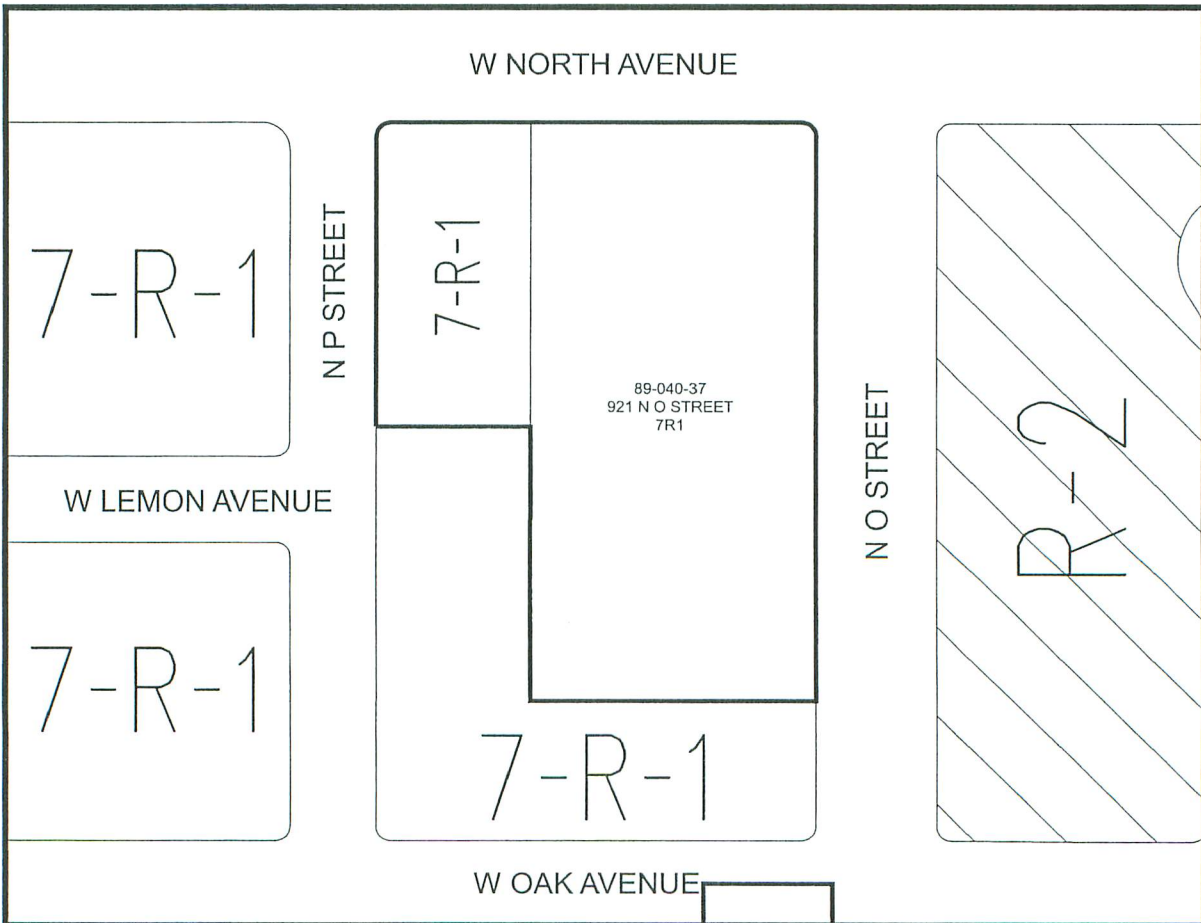 W NORTH AVENUE
7-R-1
N P STREET
7-R-1
89-040-37
921 N O STREET
7R1
N O STREET
R-2
W LEMON AVENUE
7-R-1
7-R-1
W OAK AVENUE